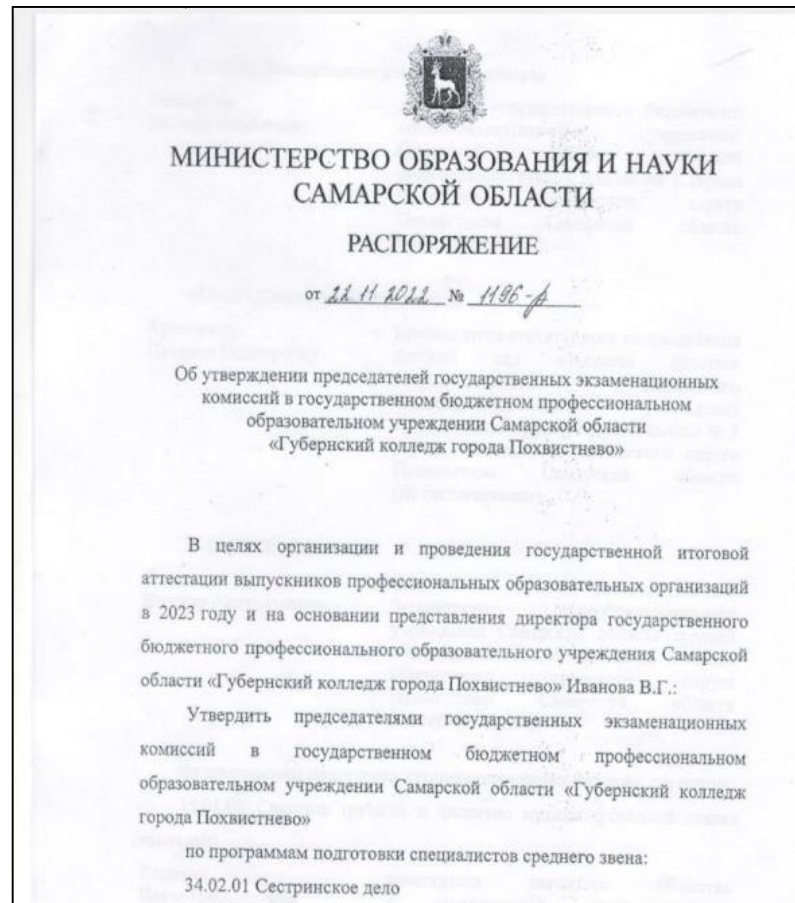 МИНИСТЕРСТВО ОБРАЗОВАНИЯ И НАУКИ
САМАРСКОЙ ОБЛАСТИ
РАСПОРЯЖЕНИЕ
от 22.11.2022 № 1196-р
Об утверждении председателей государственных экзаменационных
комиссий в государственном бюджетном профессиональном
образовательном учреждении Самарской области
«Губернский колледж города Похвистнево»
В целях организации и проведения государственной итоговой
аттестации выпускников профессиональных образовательных организаций
в 2023 году и на основании представления директора государственного
бюджетного профессионального образовательного учреждения Самарской
области «Губернский колледж города Похвистнево» Иванова В.Г.:
Утвердить председателями государственных экзаменационных
комиссий в государственном бюджетном профессиональном
образовательном учреждении Самарской области «Губернский колледж
города Похвистнево»
по программам подготовки специалистов среднего звена:
34.02.01 Сестринское дело